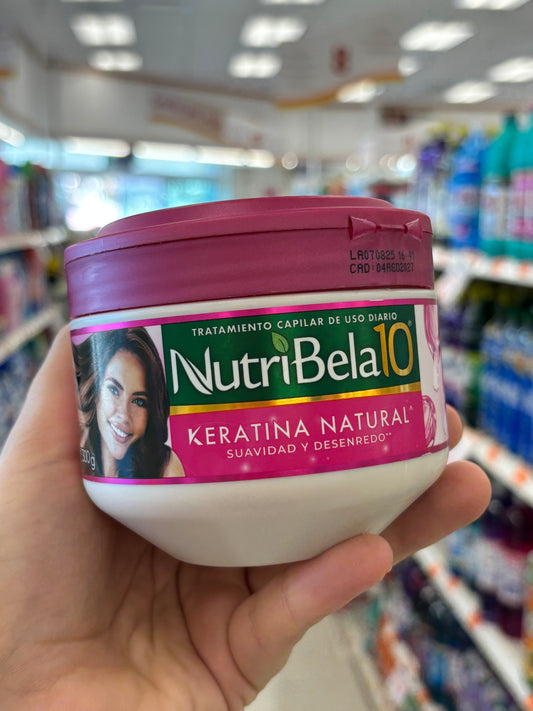 LA070825 16 41
CAD: 04AGO2027
TRATAMIENTO CAPILAR DE USO DIARIO
NutriBela10®
KERATINA NATURAL^
SUAVIDAD Y DESENREDO**
300g